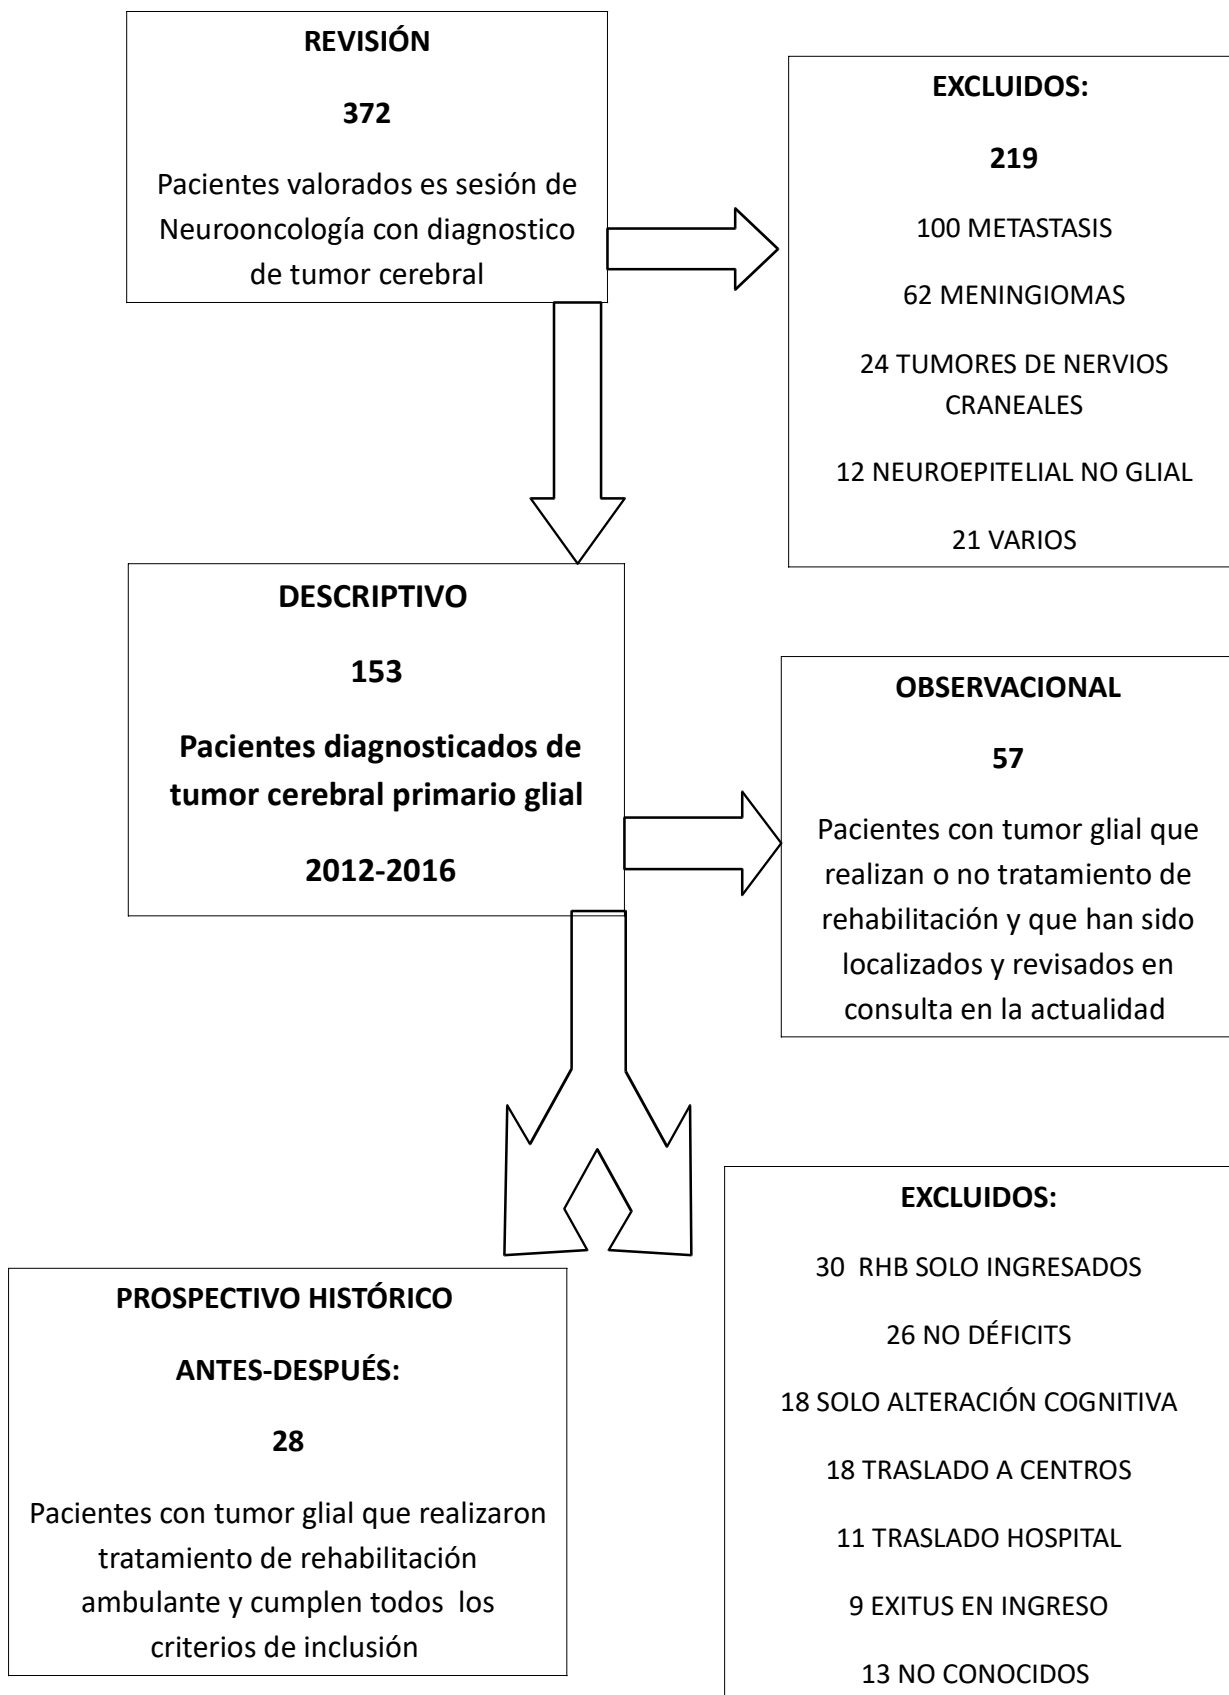 REVISIÓN
372
Pacientes valorados es sesión de
Neurooncología con diagnostico
de tumor cerebral
EXCLUIDOS:
219
100 METASTASIS
62 MENINGIOMAS
24 TUMORES DE NERVIOS
CRANEALES
12 NEUROEPITELIAL NO GLIAL
21 VARIOS
DESCRIPTIVO
153
Pacientes diagnosticados de
tumor cerebral primario glial
2012-2016
OBSERVACIONAL
57
Pacientes con tumor glial que
realizan o no tratamiento de
rehabilitación y que han sido
localizados y revisados en
consulta en la actualidad
PROSPECTIVO HISTÓRICO
ANTES-DESPUÉS:
28
Pacientes con tumor glial que realizaron
tratamiento de rehabilitación
ambulante y cumplen todos los
criterios de inclusión
EXCLUIDOS:
30 RHB SOLO INGRESADOS
26 NO DÉFICITS
18 SOLO ALTERACIÓN COGNITIVA
18 TRASLADO A CENTROS
11 TRASLADO HOSPITAL
9 EXITUS EN INGRESO
13 NO CONOCIDOS